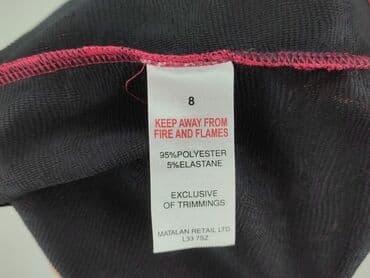 8
KEEP AWAY FROM
FIRE AND FLAMES
95%POLYESTER
5%ELASTANE
EXCLUSIVE
OF TRIMMINGS
MATALAN RETAIL LTD
L33 7SZ